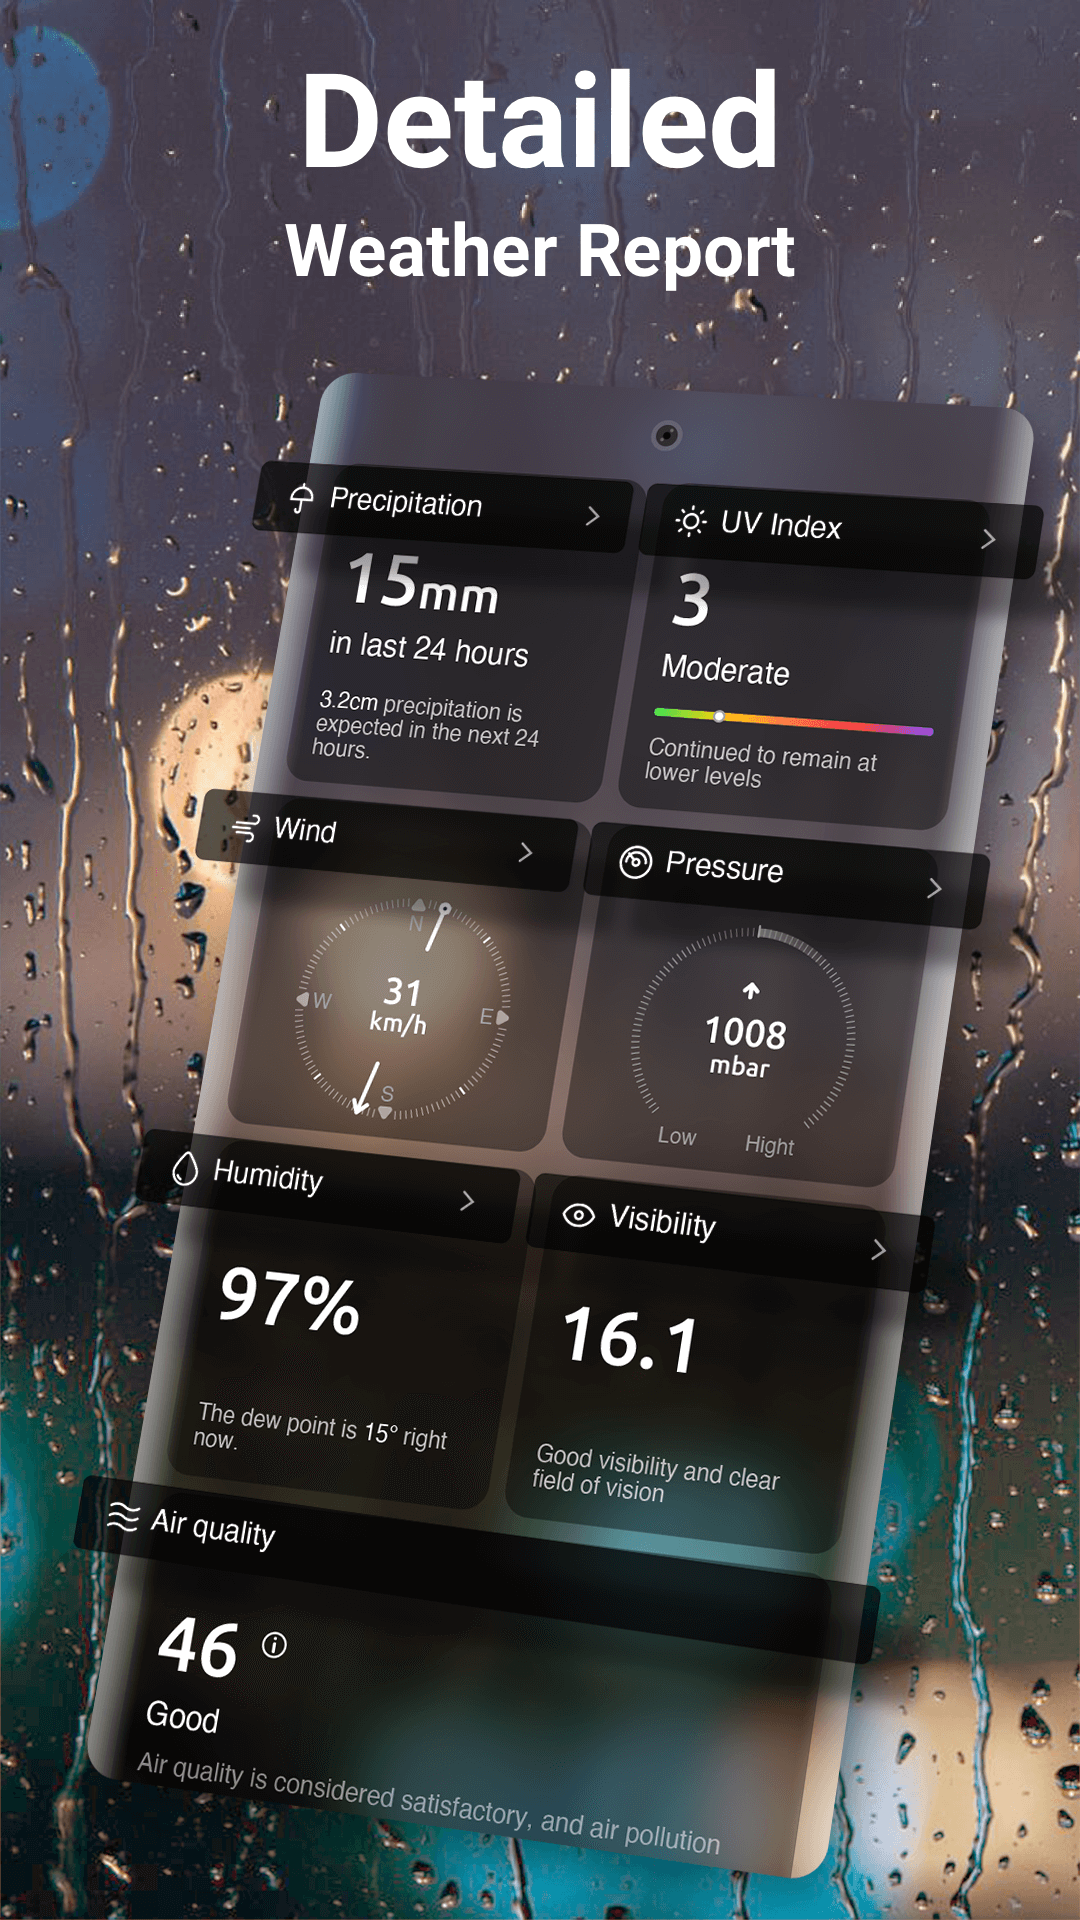 Detailed
Weather Report
Precipitation
15mm
in last 24 hours
3.2cm precipitation is
expected in the next 24
hours.
UV Index
3
Moderate
Continued to remain at
lower levels
Wind
N
W
E
S
31
km/h
Pressure
1008
mbar
Low
Hight
Humidity
97%
The dew point is 15° right
now.
Visibility
16.1
Good visibility and clear
field of vision
Air quality
46
Good
Air quality is considered satisfactory, and air pollution